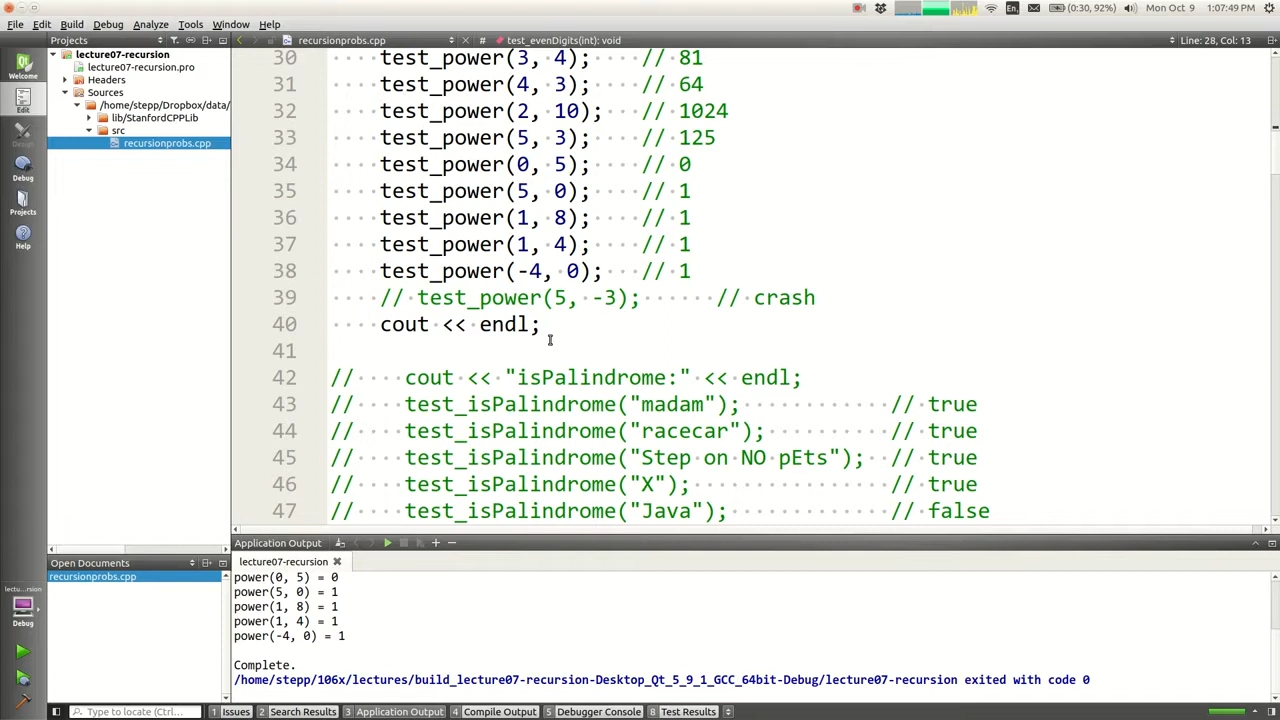 File Edit Build Debug Analyze Tools Window Help
En (0:30, 92%) Mon Oct 9 1:07:49
Projects recursionprobs.cpp # test_evenDigits(int): void Line: 28, Col: 13
lecture07-recursion
lecture07-recursion.pro
Headers
Sources
/home/stepp/Dropbox/data/
lib/StanfordCPPLib
src
recursionprobs.cpp
Welcome
Edit
Debug
Debug
Projects
Help
30 test_power(3, 4); // 81
31 test_power(4, 3); // 64
32 test_power(2, 10); // 1024
33 test_power(5, 3); // 125
34 test_power(0, 5); // 0
35 test_power(5, 0); // 1
36 test_power(1, 8); // 1
37 test_power(1, 4); // 1
38 test_power(-4, 0); // 1
39 // test_power(5, -3); // crash
40 cout << endl;
41
42 // cout << "isPalindrome:" << endl;
43 // test_isPalindrome("madam"); // true
44 // test_isPalindrome("racecar"); // true
45 // test_isPalindrome("Step on NO pEts"); // true
46 // test_isPalindrome("X"); // true
47 // test_isPalindrome("Java"); // false
Application Output
lecture07-recursion
power(0, 5) = 0
power(5, 0) = 1
power(1, 8) = 1
power(1, 4) = 1
power(-4, 0) = 1
Complete.
/home/stepp/106x/lectures/build_lecture07-recursion-Desktop_Qt_5_9_1_GCC_64bit-Debug/lecture07-recursion exited with code 0
Open Documents
recursionprobs.cpp
lectu...rsion
Debug
Type to locate (Ctrl... 1 Issues 2 Search Results 3 Application Output 4 Compile Output 5 Debugger Console 8 Test Results